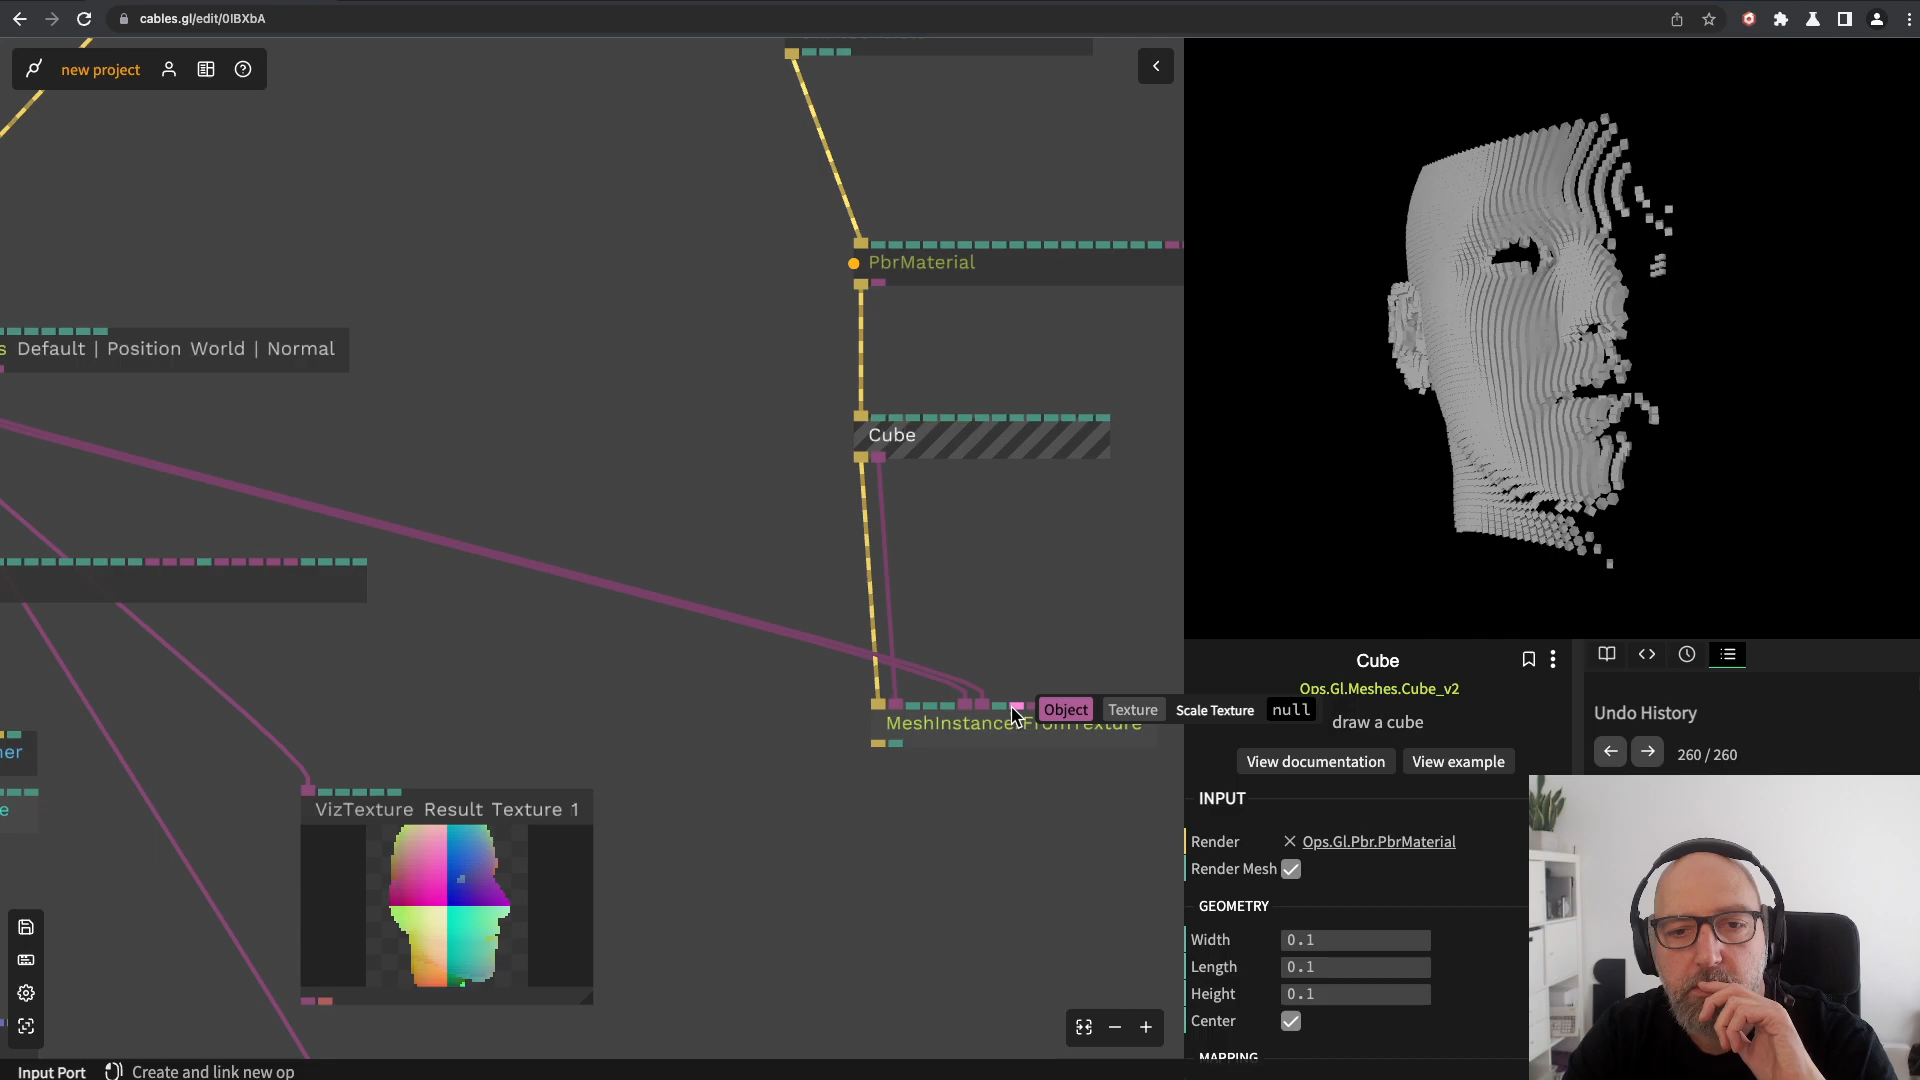 cables.gl/edit/0IBXbA
new project
PbrMaterial
s Default | Position World | Normal
Cube
Object Texture Scale Texture null
MeshInstancerFromTexture
ner
e
VizTexture Result Texture 1
Cube
Ops.Gl.Meshes.Cube_v2
draw a cube
View documentation View example
INPUT
Render Ops.Gl.Pbr.PbrMaterial
Render Mesh
GEOMETRY
Width 0.1
Length 0.1
Height 0.1
Center
MAPPING
Undo History
260 / 260
Input Port Create and link new op